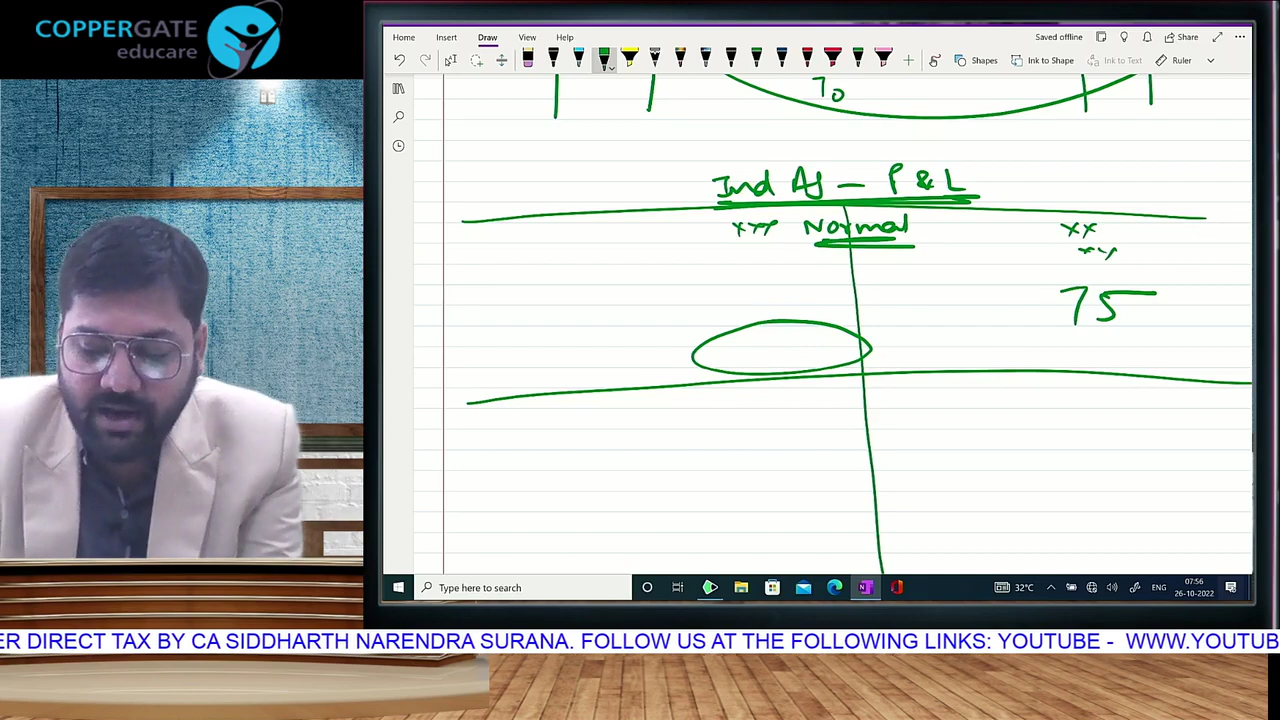 COPPERGATE
educare
Home Insert Draw View Help
Saved offline
Share
Shapes
Ink to Shape
Ink to Text
Ruler
70
Ind AS - P & L
xxx Normal xx
xx
75
Type here to search
32°C
ENG
07:56
26-10-2022
ER DIRECT TAX BY CA SIDDHARTH NARENDRA SURANA. FOLLOW US AT THE FOLLOWING LINKS: YOUTUBE - WWW.YOUTUB